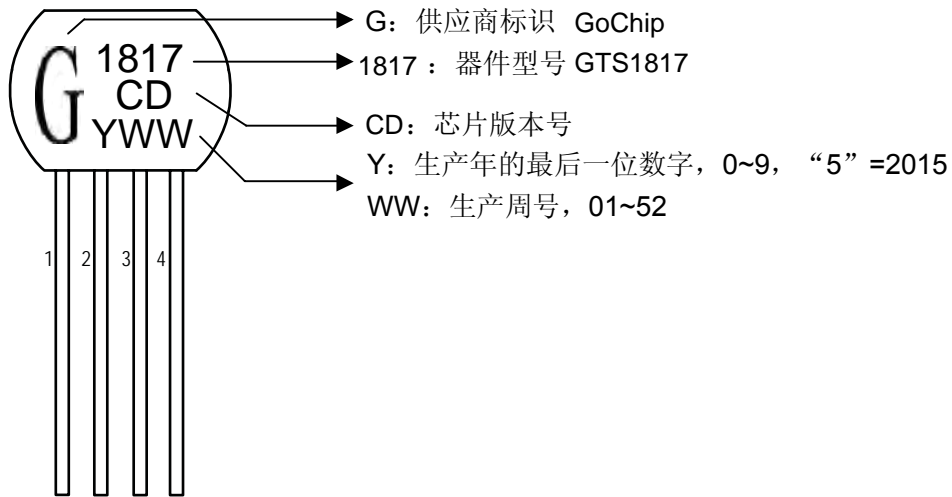 G: 供应商标识 GoChip
1817 : 器件型号 GTS1817
CD: 芯片版本号
Y: 生产年的最后一位数字, 0~9, “5”=2015
WW: 生产周号, 01~52
G
1817
CD
YWW
1 2 3 4